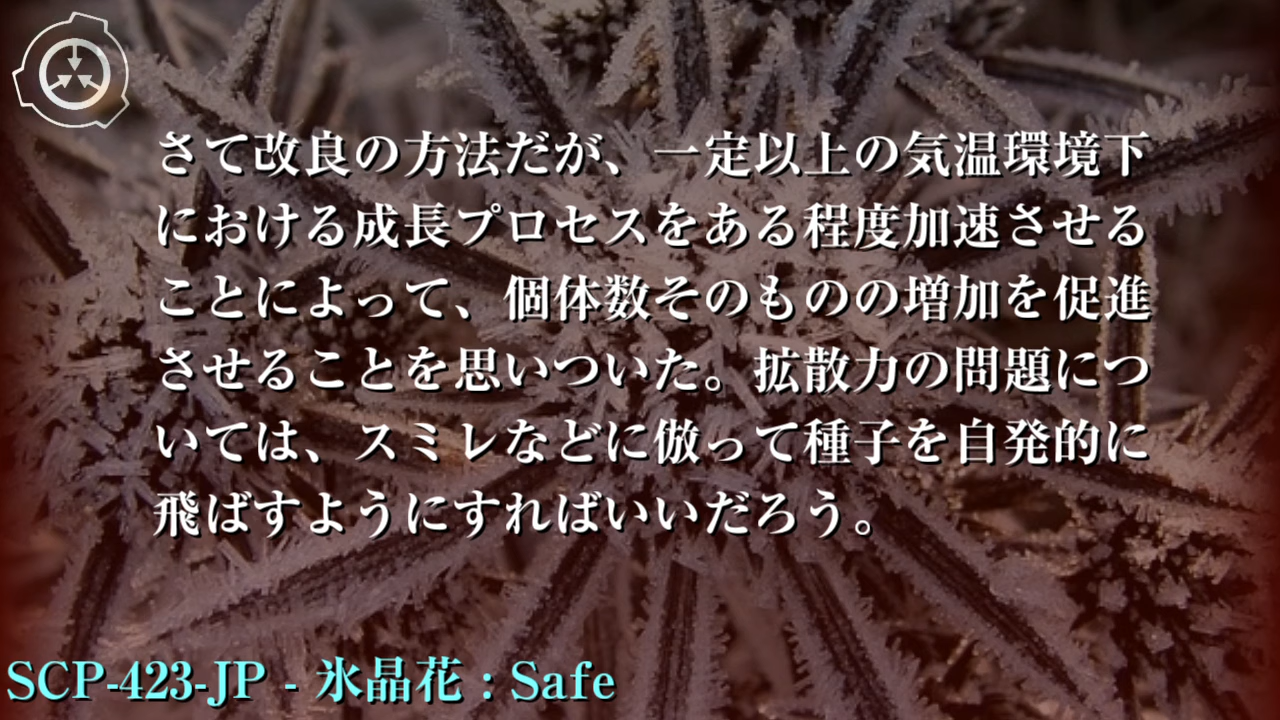 さて改良の方法だが、一定以上の気温環境下
における成長プロセスをある程度加速させる
ことによって、個体数そのものの増加を促進
させることを思いついた。拡散力の問題につ
いては、スミレなどに倣って種子を自発的に
飛ばすようにすればいいだろう。
SCP-423-JP - 氷晶花 : Safe